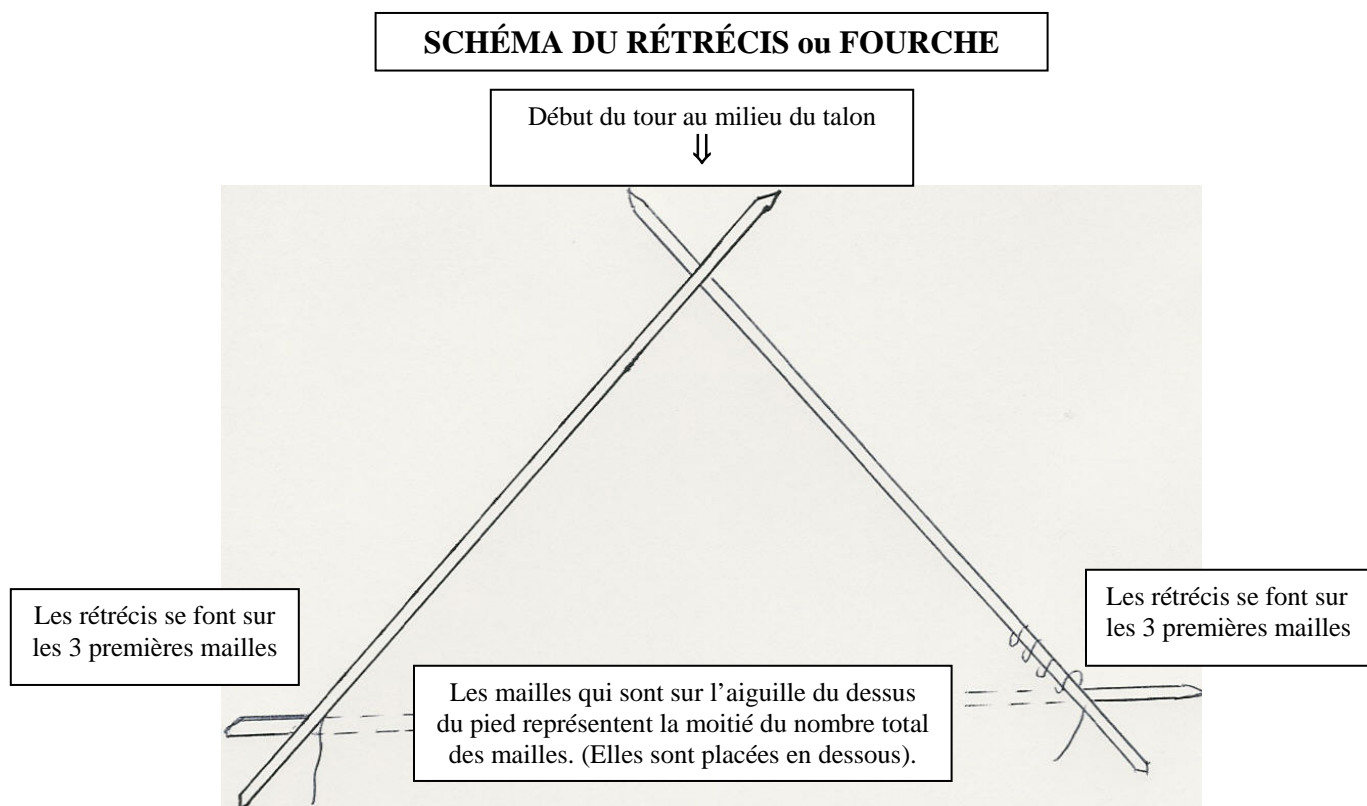 SCHÉMA DU RÉTRÉCIS ou FOURCHE
Début du tour au milieu du talon
⇓
Les rétrécis se font sur
les 3 premières mailles
Les mailles qui sont sur l’aiguille du dessus
du pied représentent la moitié du nombre total
des mailles. (Elles sont placées en dessous).
Les rétrécis se font sur
les 3 premières mailles